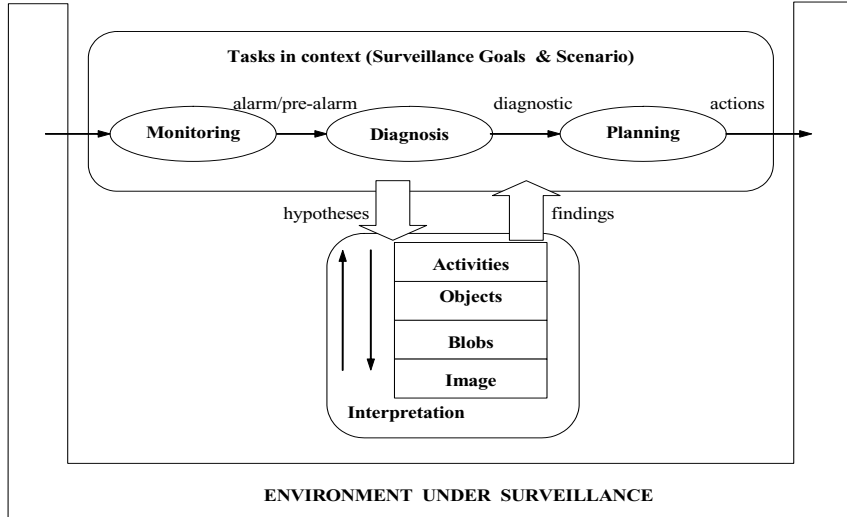 Tasks in context (Surveillance Goals & Scenario)
alarm/pre-alarm
diagnostic
actions
Monitoring
Diagnosis
Planning
hypotheses
findings
Activities
Objects
Blobs
Image
Interpretation
ENVIRONMENT UNDER SURVEILLANCE